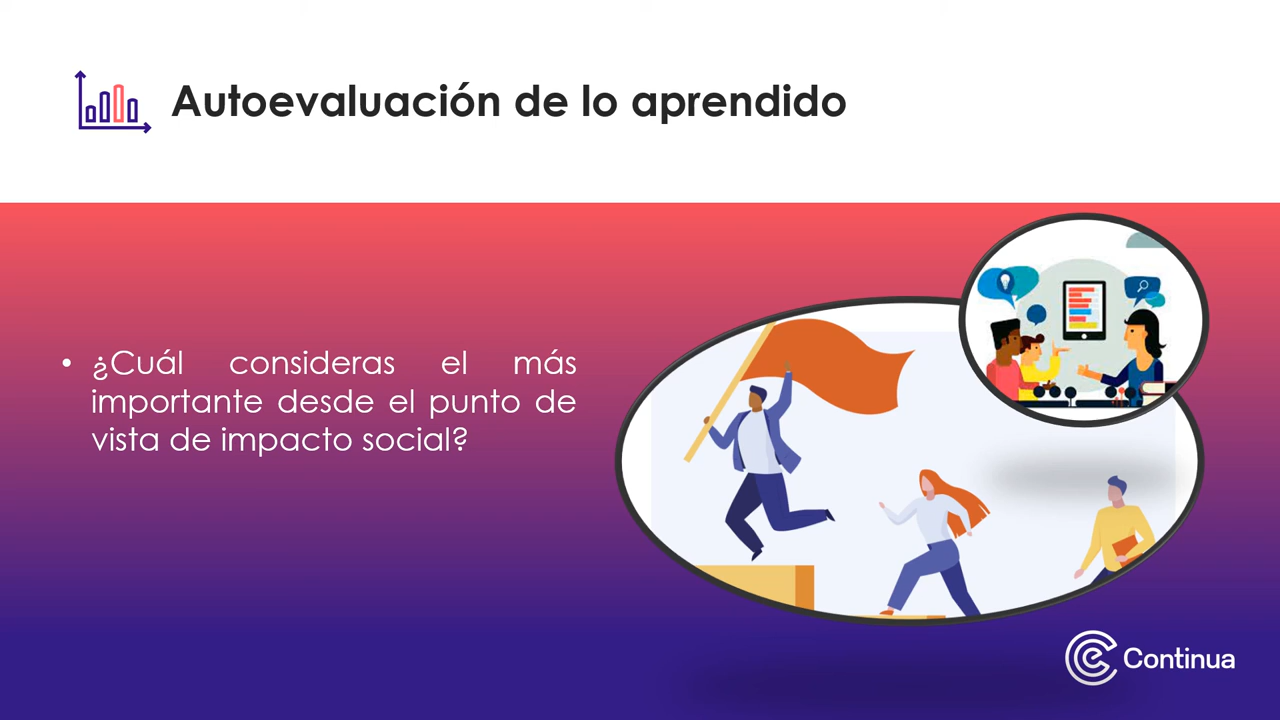 Autoevaluación de lo aprendido
• ¿Cuál consideras el más
importante desde el punto de
vista de impacto social?
Continua